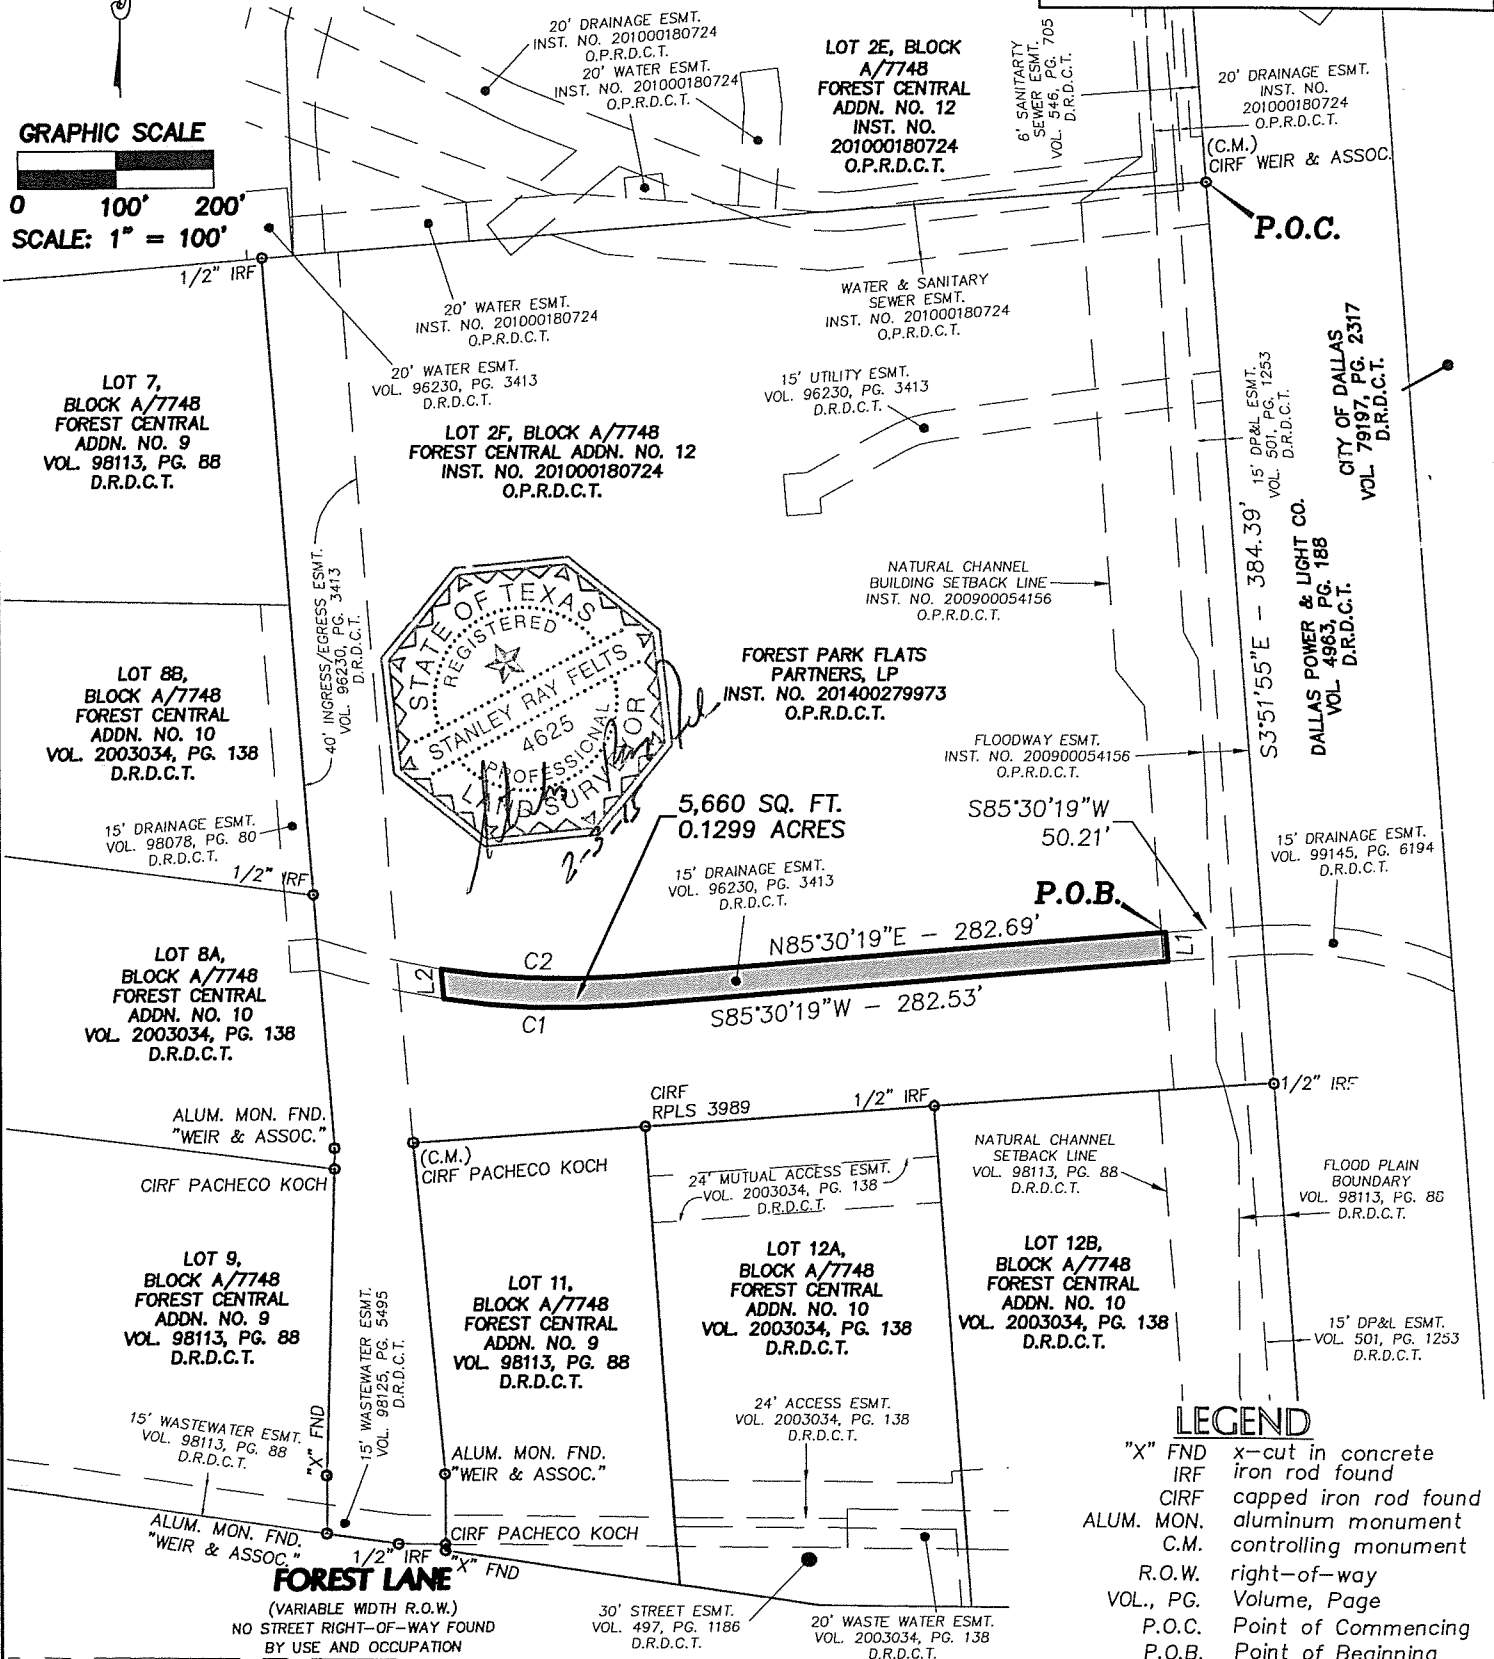 20' DRAINAGE ESMT.
INST. NO. 201000180724
O.P.R.D.C.T.
20' WATER ESMT.
INST. NO. 201000180724
O.P.R.D.C.T.
LOT 2E, BLOCK
A/7748
FOREST CENTRAL
ADDN. NO. 12
INST. NO.
201000180724
O.P.R.D.C.T.
6' SANITARY
SEWER ESMT.
VOL. 546, PG. 705
D.R.D.C.T.
20' DRAINAGE ESMT.
INST. NO.
201000180724
O.P.R.D.C.T.
(C.M.)
CIRF WEIR & ASSOC.
P.O.C.
GRAPHIC SCALE
0 100' 200'
SCALE: 1" = 100'
1/2" IRF
20' WATER ESMT.
INST. NO. 201000180724
O.P.R.D.C.T.
WATER & SANITARY
SEWER ESMT.
INST. NO. 201000180724
O.P.R.D.C.T.
20' WATER ESMT.
VOL. 96230, PG. 3413
D.R.D.C.T.
15' UTILITY ESMT.
VOL. 96230, PG. 3413
D.R.D.C.T.
15' DP&L ESMT.
VOL. 501, PG. 1253
D.R.D.C.T.
CITY OF DALLAS
VOL. 79197, PG. 2317
D.R.D.C.T.
LOT 7,
BLOCK A/7748
FOREST CENTRAL
ADDN. NO. 9
VOL. 98113, PG. 88
D.R.D.C.T.
LOT 2F, BLOCK A/7748
FOREST CENTRAL ADDN. NO. 12
INST. NO. 201000180724
O.P.R.D.C.T.
40' INGRESS/EGRESS ESMT.
VOL. 96230, PG. 3413
D.R.D.C.T.
STATE OF TEXAS
REGISTERED
STANLEY RAY FELTS
4625
PROFESSIONAL
LAND SURVEYOR
NATURAL CHANNEL
BUILDING SETBACK LINE
INST. NO. 200900054156
O.P.R.D.C.T.
S3°51'55"E - 384.39'
DALLAS POWER & LIGHT CO.
VOL. 4963, PG. 188
D.R.D.C.T.
FOREST PARK FLATS
PARTNERS, LP
INST. NO. 201400279973
O.P.R.D.C.T.
LOT 8B,
BLOCK A/7748
FOREST CENTRAL
ADDN. NO. 10
VOL. 2003034, PG. 138
D.R.D.C.T.
FLOODWAY ESMT.
INST. NO. 200900054156
O.P.R.D.C.T.
5,660 SQ. FT.
0.1299 ACRES
S85°30'19"W
50.21'
15' DRAINAGE ESMT.
VOL. 98078, PG. 80
D.R.D.C.T.
15' DRAINAGE ESMT.
VOL. 99145, PG. 6194
D.R.D.C.T.
1/2" IRF
15' DRAINAGE ESMT.
VOL. 96230, PG. 3413
D.R.D.C.T.
P.O.B.
N85°30'19"E - 282.69'
L1
L2
C2
C1
S85°30'19"W - 282.53'
LOT 8A,
BLOCK A/7748
FOREST CENTRAL
ADDN. NO. 10
VOL. 2003034, PG. 138
D.R.D.C.T.
CIRF
RPLS 3989
1/2" IRF
1/2" IRF
ALUM. MON. FND.
"WEIR & ASSOC."
(C.M.)
CIRF PACHECO KOCH
CIRF PACHECO KOCH
24' MUTUAL ACCESS ESMT.
VOL. 2003034, PG. 138
D.R.D.C.T.
NATURAL CHANNEL
SETBACK LINE
VOL. 98113, PG. 88
D.R.D.C.T.
FLOOD PLAIN
BOUNDARY
VOL. 98113, PG. 88
D.R.D.C.T.
LOT 9,
BLOCK A/7748
FOREST CENTRAL
ADDN. NO. 9
VOL. 98113, PG. 88
D.R.D.C.T.
15' WASTEWATER ESMT.
VOL. 98125, PG. 5495
D.R.D.C.T.
LOT 11,
BLOCK A/7748
FOREST CENTRAL
ADDN. NO. 9
VOL. 98113, PG. 88
D.R.D.C.T.
LOT 12A,
BLOCK A/7748
FOREST CENTRAL
ADDN. NO. 10
VOL. 2003034, PG. 138
D.R.D.C.T.
LOT 12B,
BLOCK A/7748
FOREST CENTRAL
ADDN. NO. 10
VOL. 2003034, PG. 138
D.R.D.C.T.
15' DP&L ESMT.
VOL. 501, PG. 1253
D.R.D.C.T.
15' WASTEWATER ESMT.
VOL. 98113, PG. 88
D.R.D.C.T.
"X" FND
ALUM. MON. FND.
"WEIR & ASSOC."
24' ACCESS ESMT.
VOL. 2003034, PG. 138
D.R.D.C.T.
ALUM. MON. FND.
"WEIR & ASSOC."
1/2" IRF
CIRF PACHECO KOCH
"X" FND
FOREST LANE
(VARIABLE WIDTH R.O.W.)
NO STREET RIGHT-OF-WAY FOUND
BY USE AND OCCUPATION
30' STREET ESMT.
VOL. 497, PG. 1186
D.R.D.C.T.
20' WASTE WATER ESMT.
VOL. 2003034, PG. 138
D.R.D.C.T.
LEGEND
"X" FND x-cut in concrete
IRF iron rod found
CIRF capped iron rod found
ALUM. MON. aluminum monument
C.M. controlling monument
R.O.W. right-of-way
VOL., PG. Volume, Page
P.O.C. Point of Commencing
P.O.B. Point of Beginning